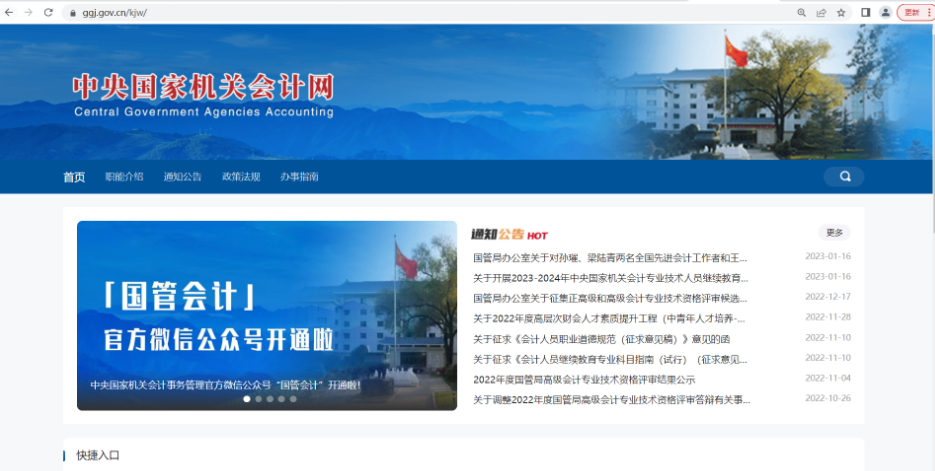 ggj.gov.cn/kjw/
更新
中央国家机关会计网
Central Government Agencies Accounting
首页 职能介绍 通知公告 政策法规 办事指南
「国管会计」
官方微信公众号开通啦
中央国家机关会计事务管理官方微信公众号“国管会计”开通啦!
通知公告 HOT 更多
国管局办公室关于对孙璀、梁陆青两名全国先进会计工作者和王... 2023-01-16
关于开展2023-2024年中央国家机关会计专业技术人员继续教育... 2023-01-16
国管局办公室关于征集正高级和高级会计专业技术资格评审候选... 2022-12-17
关于2022年度高层次财会人才素质提升工程（中青年人才培养-... 2022-11-28
关于征求《会计人员职业道德规范（征求意见稿）》意见的函 2022-11-10
关于征求《会计人员继续教育专业科目指南（试行）（征求意见... 2022-11-10
2022年度国管局高级会计专业技术资格评审结果公示 2022-11-04
关于调整2022年度国管局高级会计专业技术资格评审答辩有关事... 2022-10-26
快捷入口